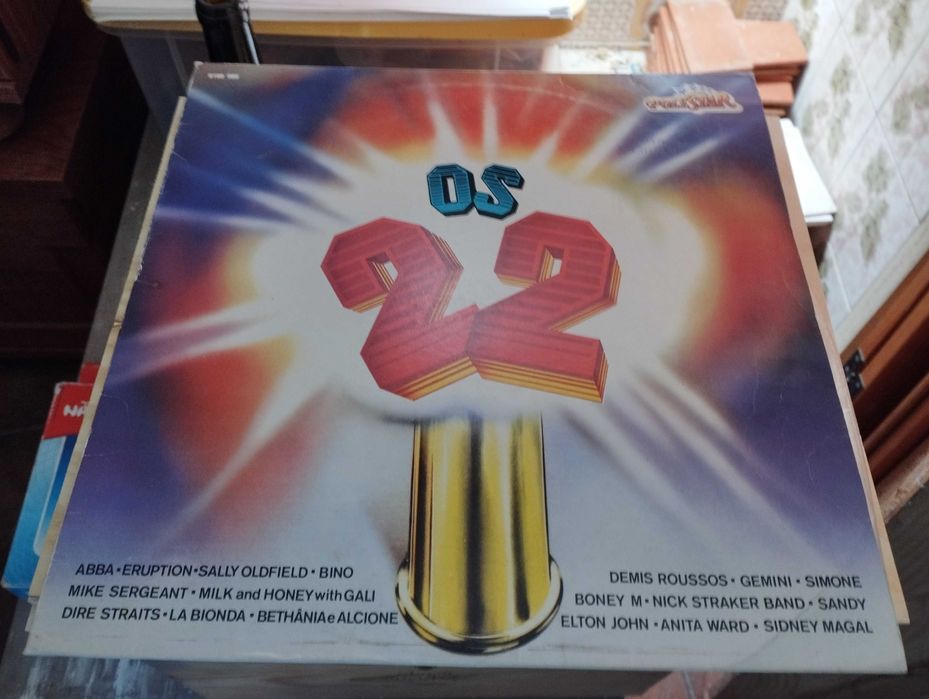 POLYSTAR
OS
22
ABBA•ERUPTION•SALLY OLDFIELD•BINO
MIKE SERGEANT•MILK and HONEY with GALI
DIRE STRAITS•LA BIONDA•BETHÂNIA e ALCIONE
DEMIS ROUSSOS•GEMINI•SIMONE
BONEY M•NICK STRAKER BAND•SANDY
ELTON JOHN•ANITA WARD•SIDNEY MAGAL